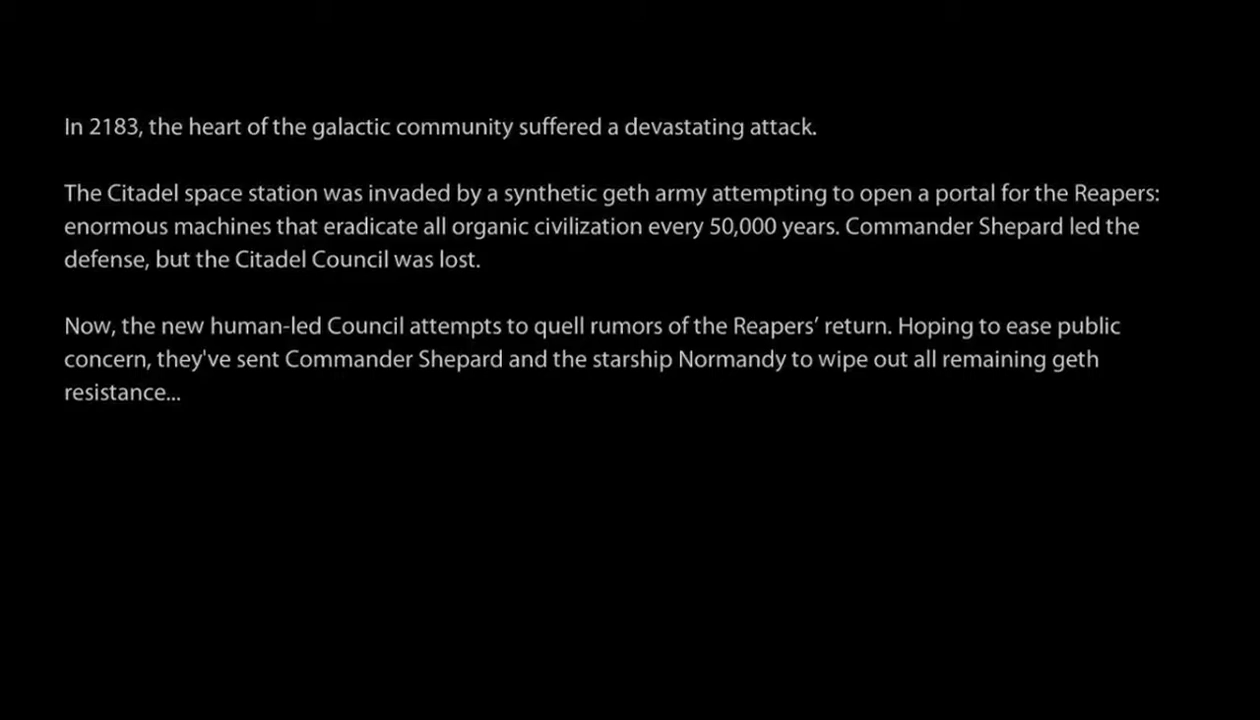 In 2183, the heart of the galactic community suffered a devastating attack.
The Citadel space station was invaded by a synthetic geth army attempting to open a portal for the Reapers:
enormous machines that eradicate all organic civilization every 50,000 years. Commander Shepard led the
defense, but the Citadel Council was lost.
Now, the new human-led Council attempts to quell rumors of the Reapers’ return. Hoping to ease public
concern, they've sent Commander Shepard and the starship Normandy to wipe out all remaining geth
resistance...